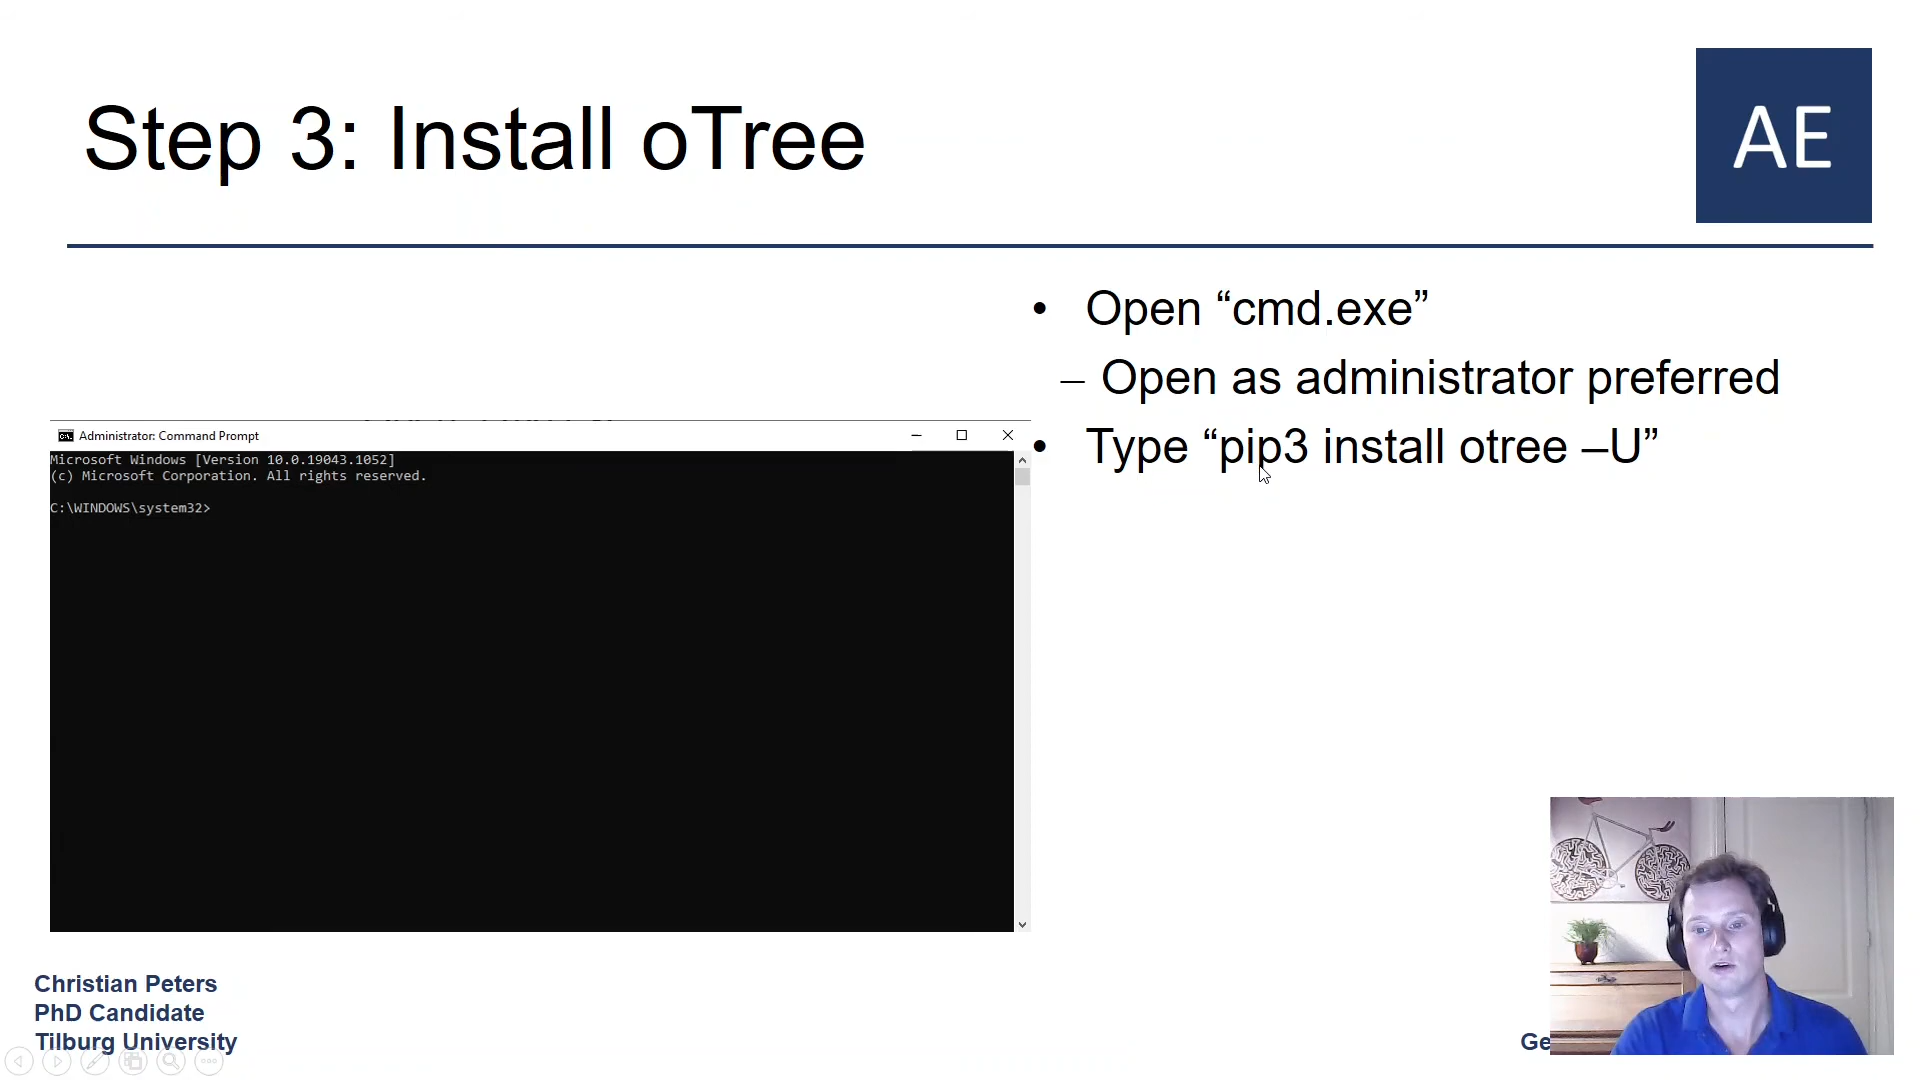 Step 3: Install oTree
AE
• Open “cmd.exe”
– Open as administrator preferred
• Type “pip3 install otree –U”
Administrator: Command Prompt
Microsoft Windows [Version 10.0.19043.1052]
(c) Microsoft Corporation. All rights reserved.
C:\WINDOWS\system32>
Christian Peters
PhD Candidate
Tilburg University
Ge